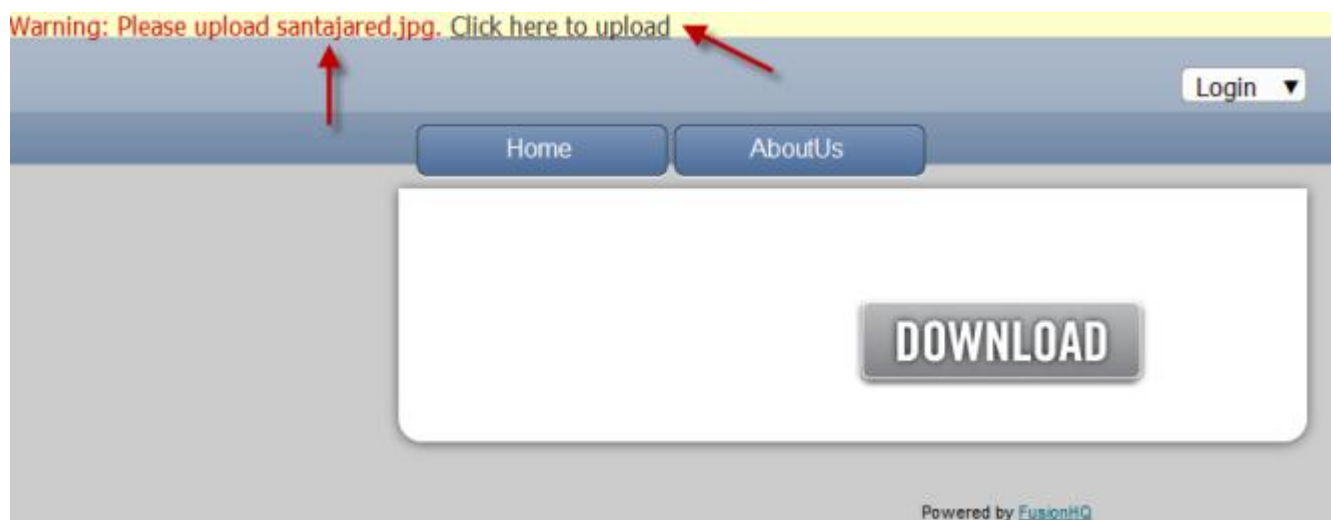 Warning: Please upload santajared.jpg. Click here to upload
Login
Home
AboutUs
DOWNLOAD
Powered by FusionHQ